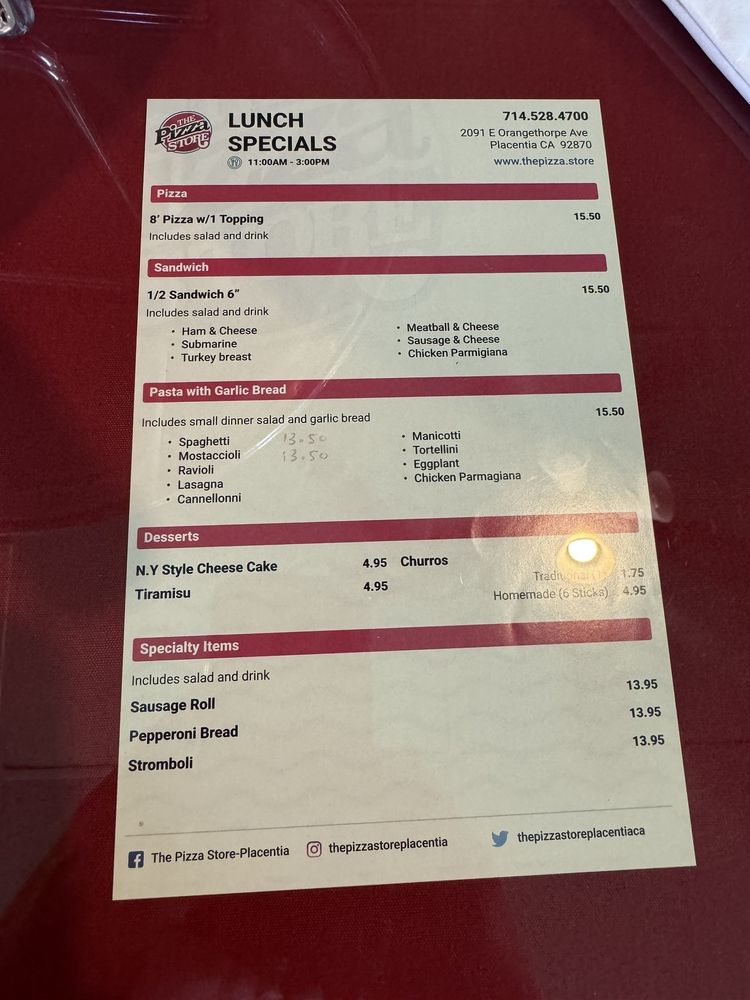 THE
Pizza
STORE
LUNCH
SPECIALS
11:00AM - 3:00PM
714.528.4700
2091 E Orangethorpe Ave
Placentia CA 92870
www.thepizza.store
Pizza
8' Pizza w/1 Topping 15.50
Includes salad and drink
Sandwich
1/2 Sandwich 6” 15.50
Includes salad and drink
• Ham & Cheese
• Submarine
• Turkey breast
• Meatball & Cheese
• Sausage & Cheese
• Chicken Parmigiana
Pasta with Garlic Bread
Includes small dinner salad and garlic bread 15.50
• Spaghetti 13.50
• Mostaccioli 13.50
• Ravioli
• Lasagna
• Cannellonni
• Manicotti
• Tortellini
• Eggplant
• Chicken Parmagiana
Desserts
N.Y Style Cheese Cake 4.95
Tiramisu 4.95
Churros
Traditional 1.75
Homemade (6 Sticks) 4.95
Specialty Items
Includes salad and drink
Sausage Roll 13.95
Pepperoni Bread 13.95
Stromboli 13.95
The Pizza Store-Placentia
thepizzastoreplacentia
thepizzastoreplacentiaca